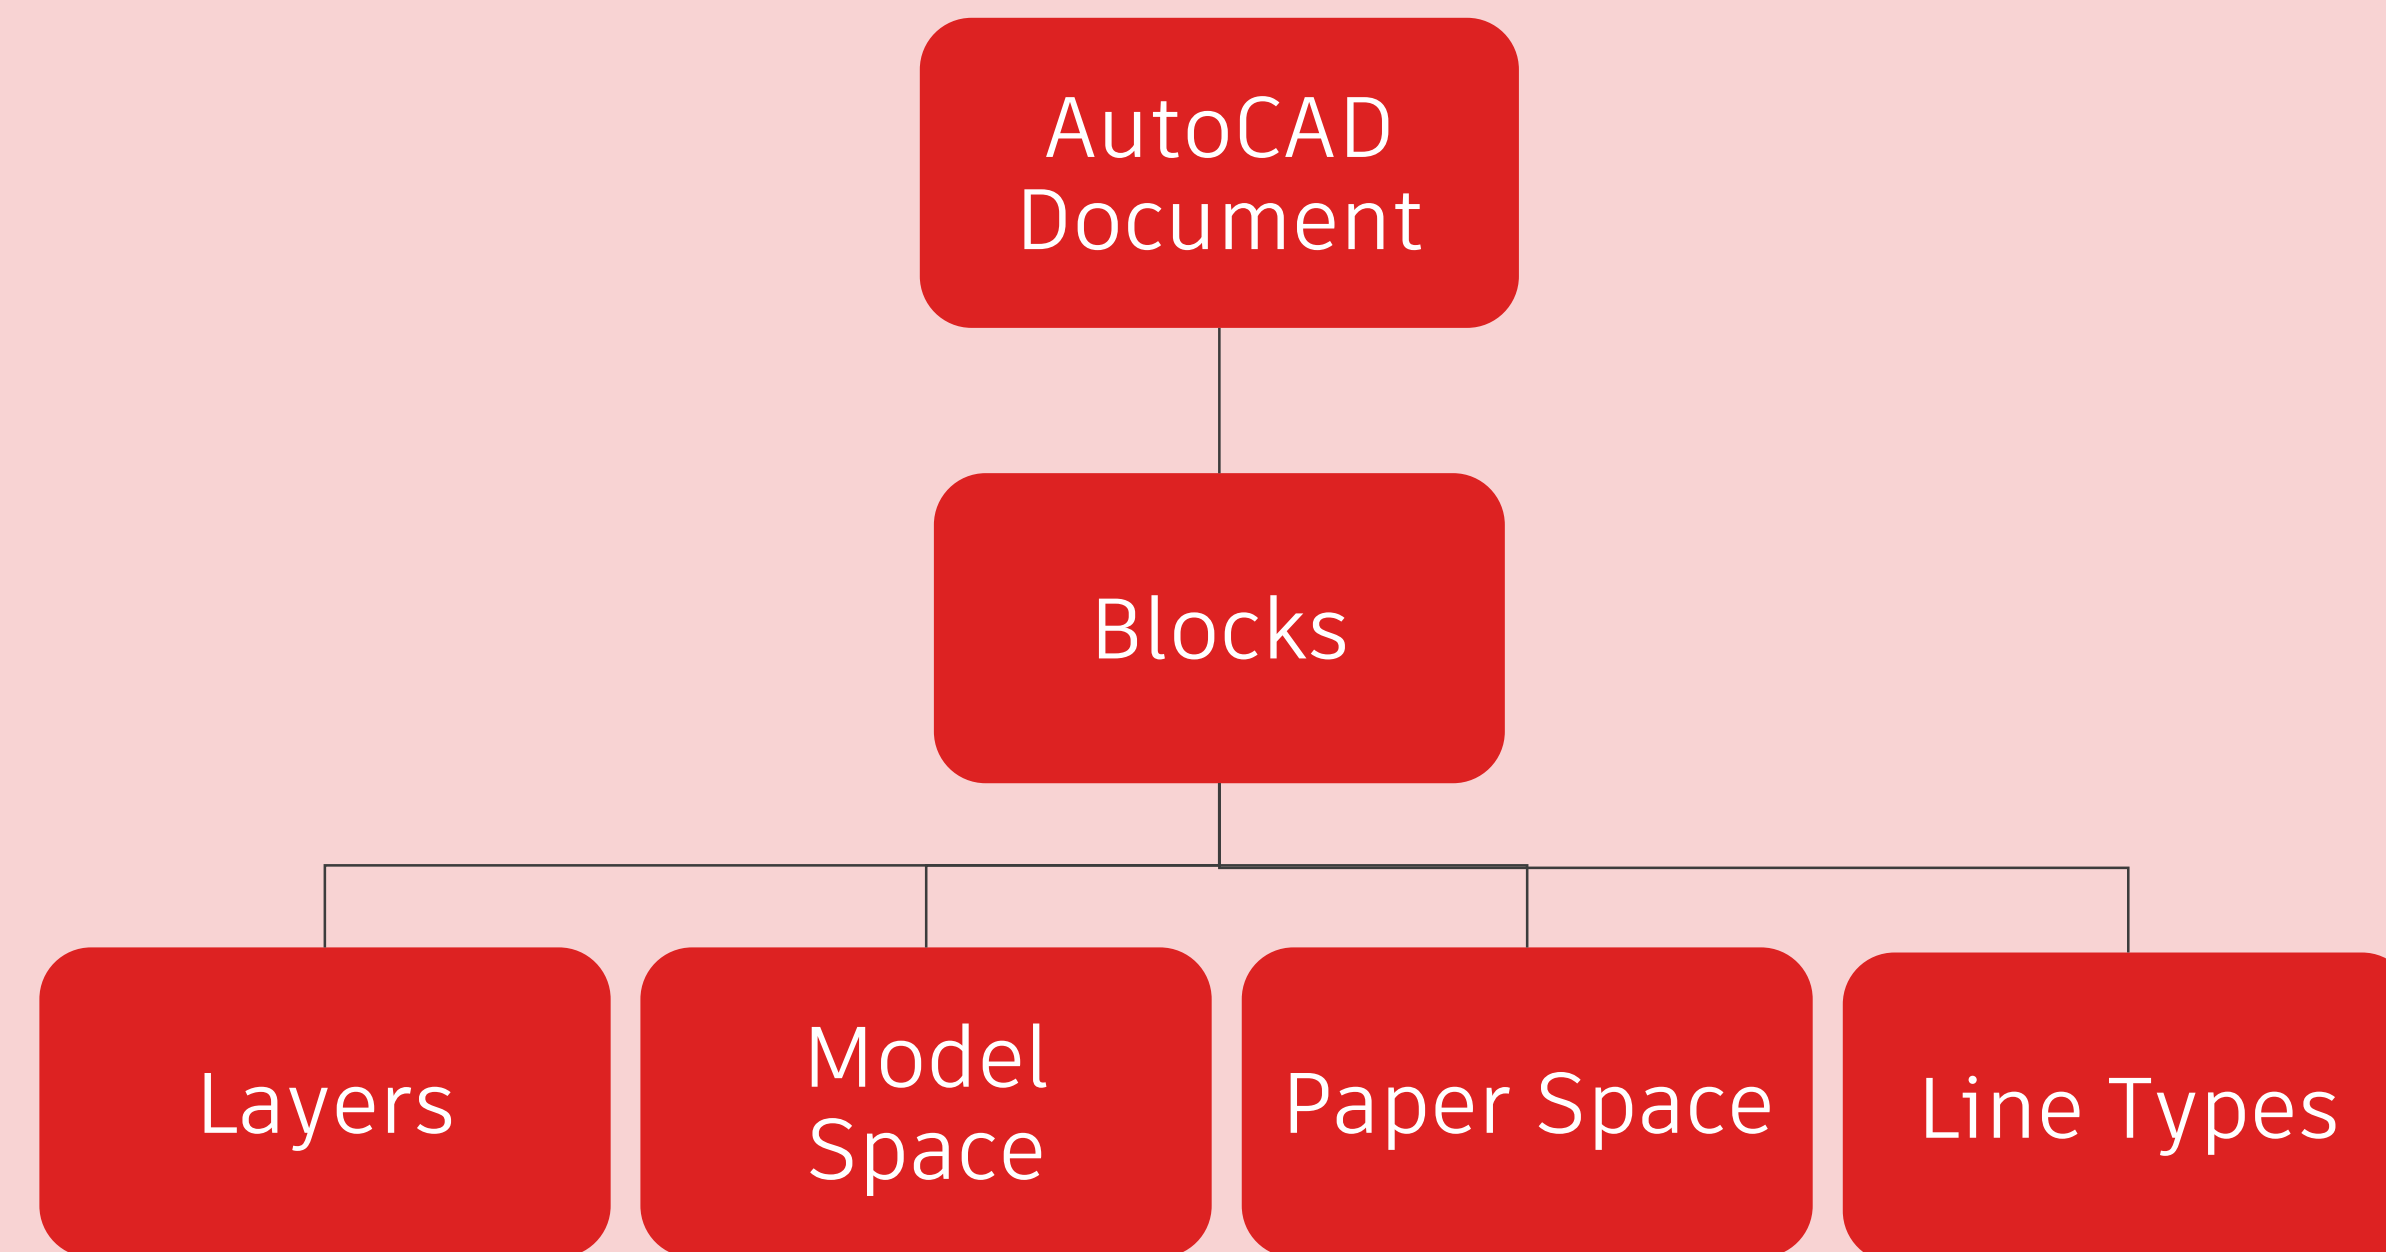 AutoCAD
Document
Blocks
Layers
Model
Space
Paper Space
Line Types